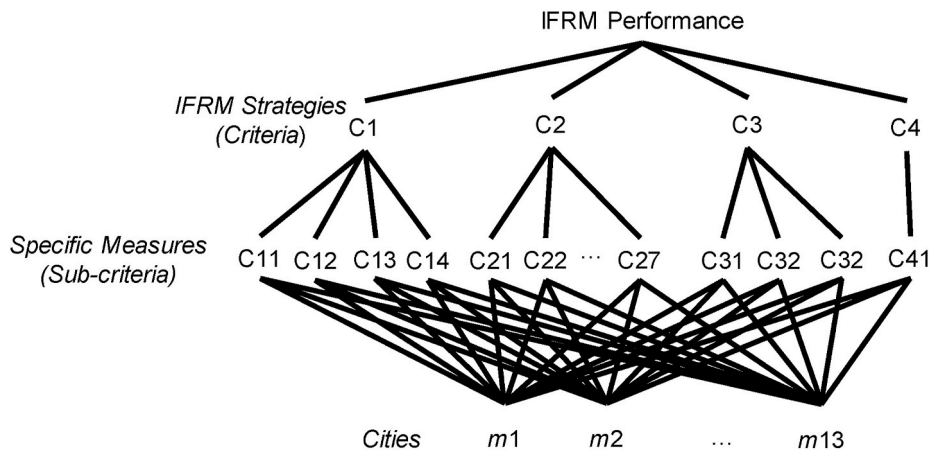 IFRM Performance
IFRM Strategies
(Criteria)
C1 C2 C3 C4
Specific Measures
(Sub-criteria)
C11 C12 C13 C14 C21 C22 ... C27 C31 C32 C32 C41
Cities m1 m2 ... m13